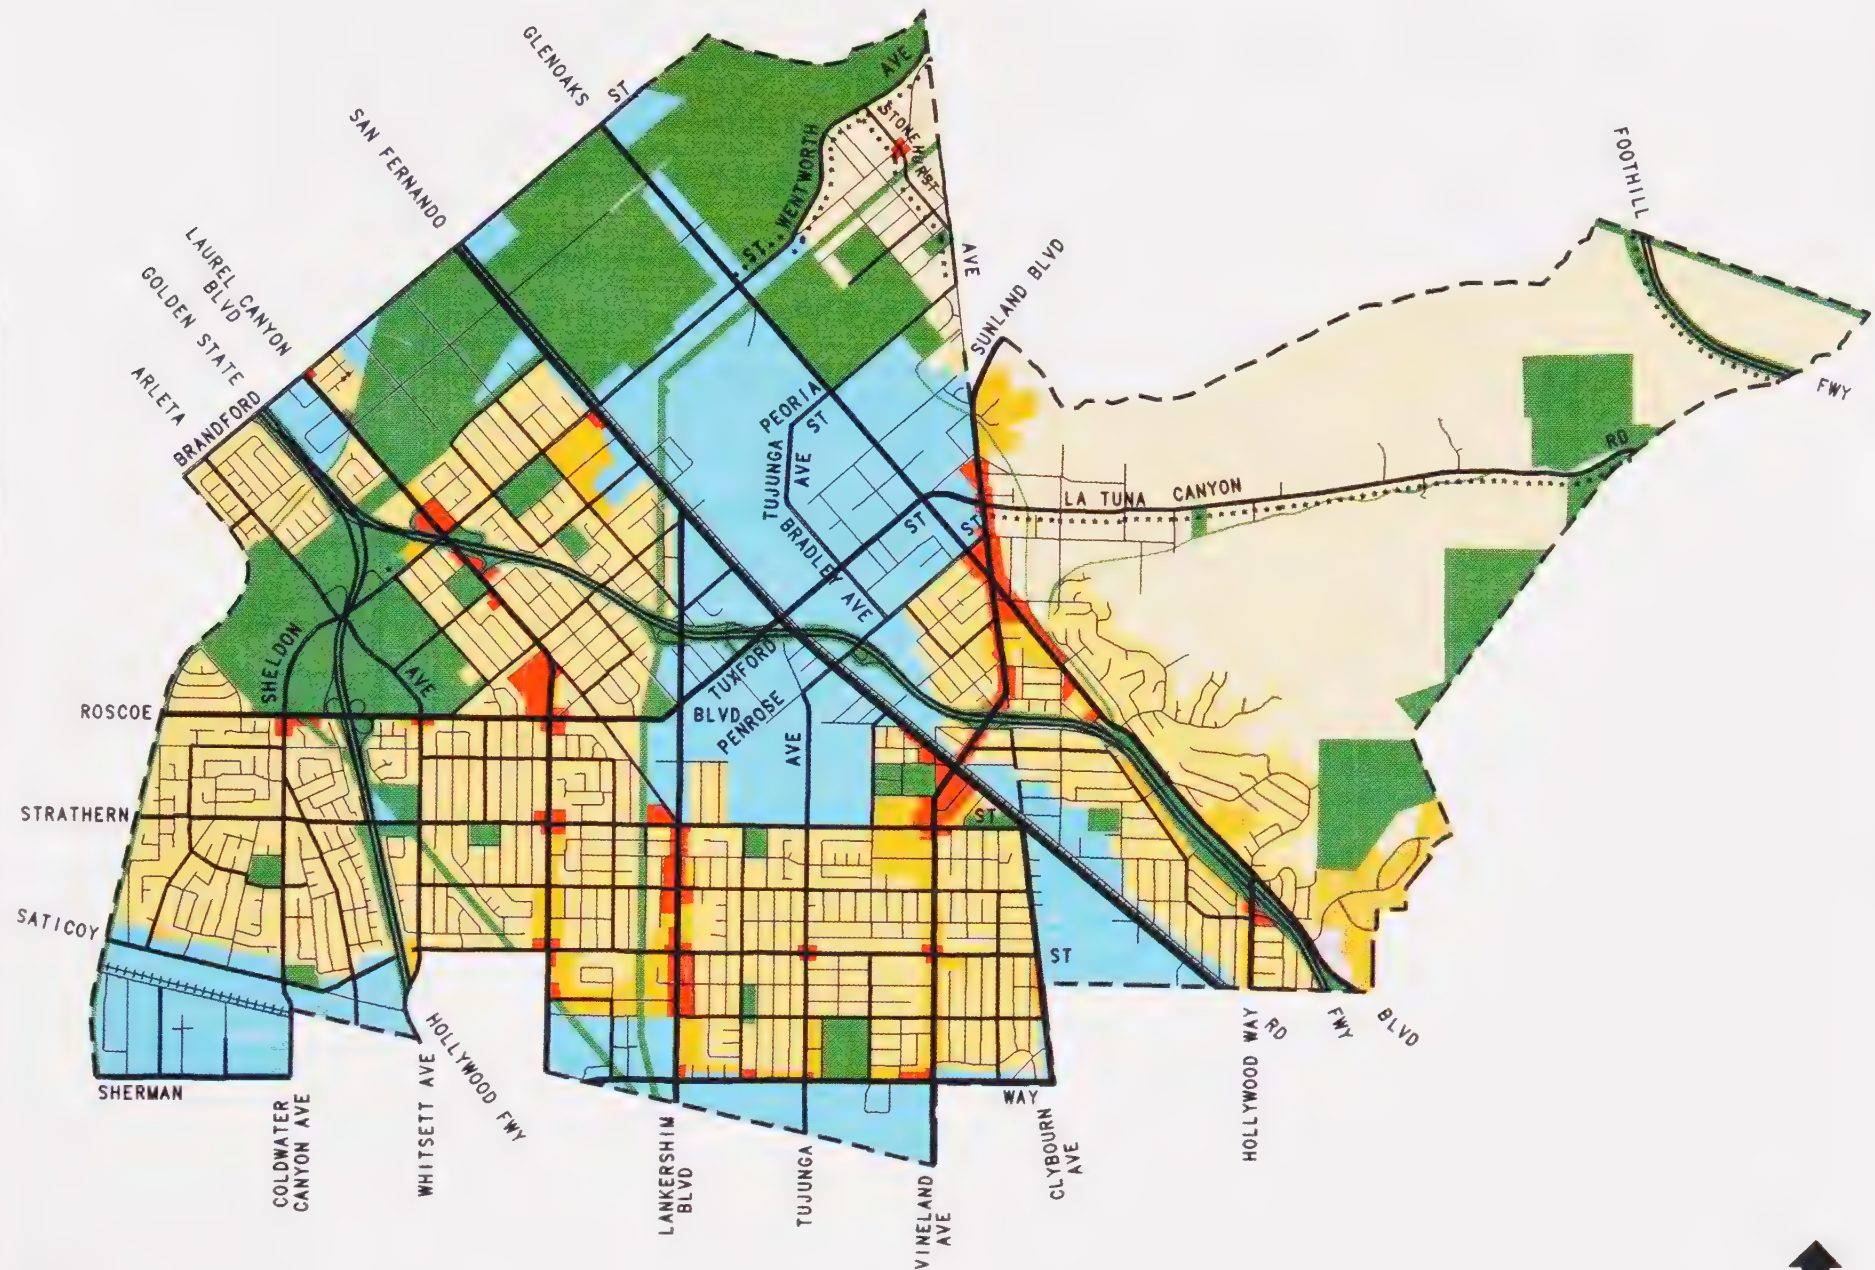 GLENOAKS
ST
SAN FERNANDO
LAUREL CANYON
BLVD
GOLDEN STATE
ARLETA
BRANDFORD
AVE
STONEHURST
WENTWORTH
ST
AVE
SUNLAND BLVD
FOOTHILL
FWY
PEORIA
ST
TUJUNGA
AVE
BRADLEY AVE
ST
ST
LA TUNA CANYON
RD
SHELDON
AVE
ROSCOE
BLVD
TUXFORD
PENROSE
AVE
STRATHERN
ST
SATICOY
ST
SHERMAN
WAY
COLDWATER
CANYON AVE
WHITSETT AVE
HOLLYWOOD FWY
LANKERSHIM
BLVD
TUJUNGA
VINELAND
AVE
CLYBOURN
AVE
HOLLYWOOD WAY
RD
FWY
BLVD